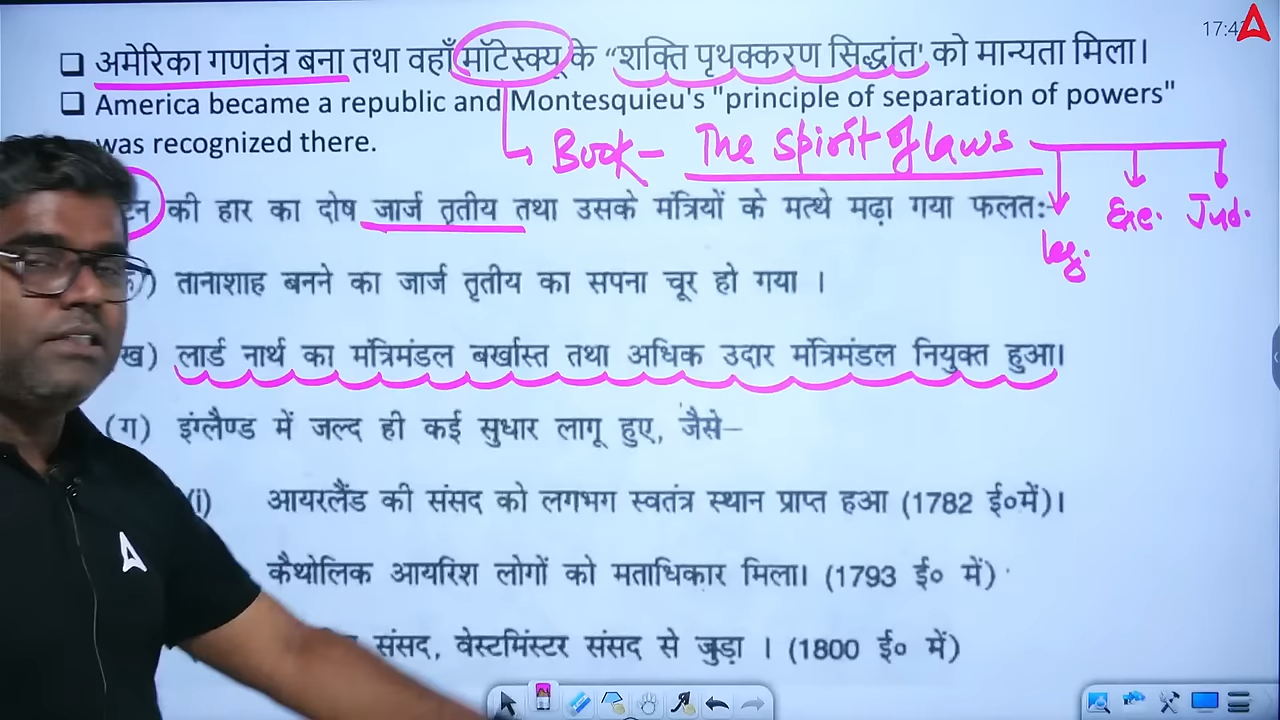 17:4
❑ अमेरिका गणतंत्र बना तथा वहाँ मॉटेस्क्यू के “शक्ति पृथक्करण सिद्धांत' को मान्यता मिला।
❑ America became a republic and Montesquieu's "principle of separation of powers"
was recognized there.
Book – The Spirit of laws
leg. Exe. Jud.
की हार का दोष जार्ज तृतीय तथा उसके मंत्रियों के मत्थे मढ़ा गया फलत:
तानाशाह बनने का जार्ज तृतीय का सपना चूर हो गया ।
ख) लार्ड नार्थ का मंत्रिमंडल बर्खास्त तथा अधिक उदार मंत्रिमंडल नियुक्त हुआ।
(ग) इंग्लैण्ड में जल्द ही कई सुधार लागू हुए, जैसे–
(i) आयरलैंड की संसद को लगभग स्वतंत्र स्थान प्राप्त हआ (1782 ई०में)।
कैथोलिक आयरिश लोगों को मताधिकार मिला। (1793 ई० में)
संसद, वेस्टमिंस्टर संसद से जुड़ा । (1800 ई० में)